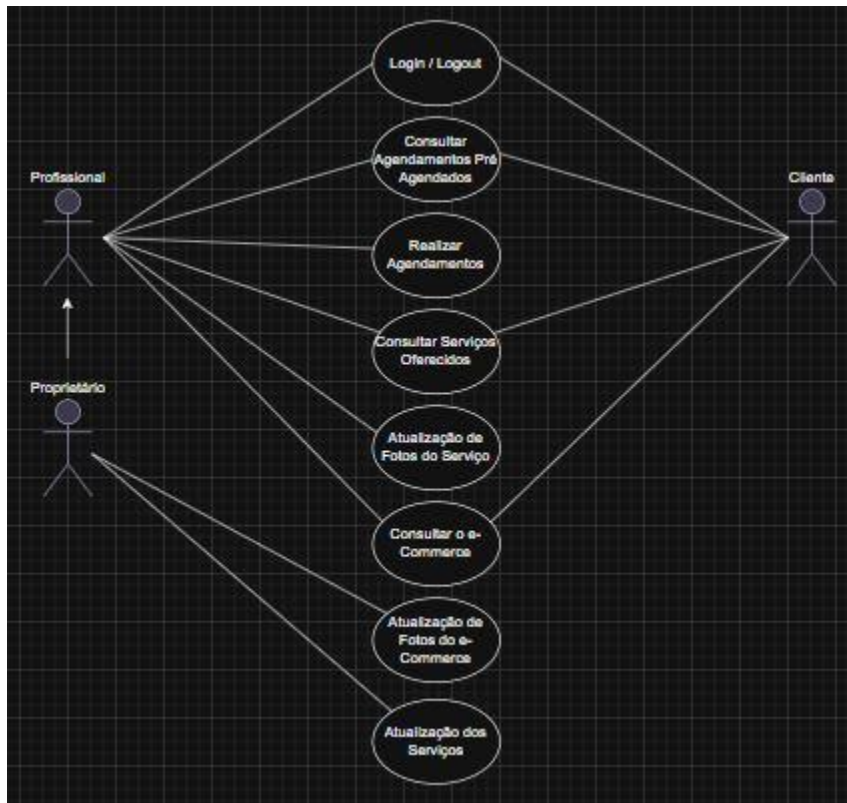 Login / Logout
Consultar
Agendamentos Pré
Agendados
Profissional
Cliente
Realizar
Agendamentos
Consultar Serviços
Oferecidos
Proprietário
Atualização de
Fotos do Serviço
Consultar o e-
Commerce
Atualização de
Fotos do e-
Commerce
Atualização dos
Serviços